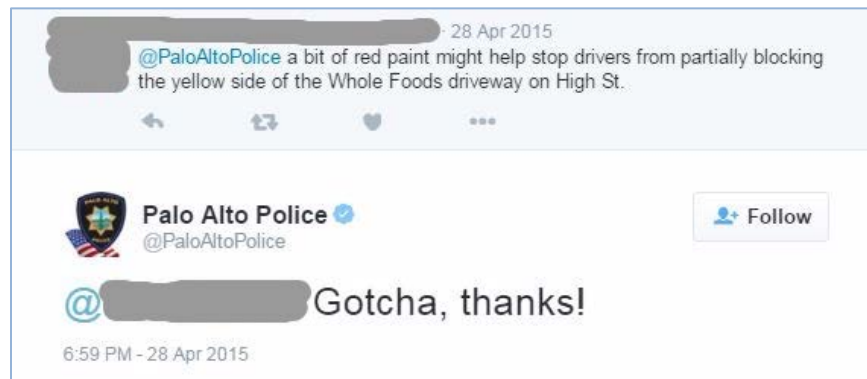 · 28 Apr 2015
@PaloAltoPolice a bit of red paint might help stop drivers from partially blocking
the yellow side of the Whole Foods driveway on High St.
Palo Alto Police
Follow
@PaloAltoPolice
@ Gotcha, thanks!
6:59 PM - 28 Apr 2015